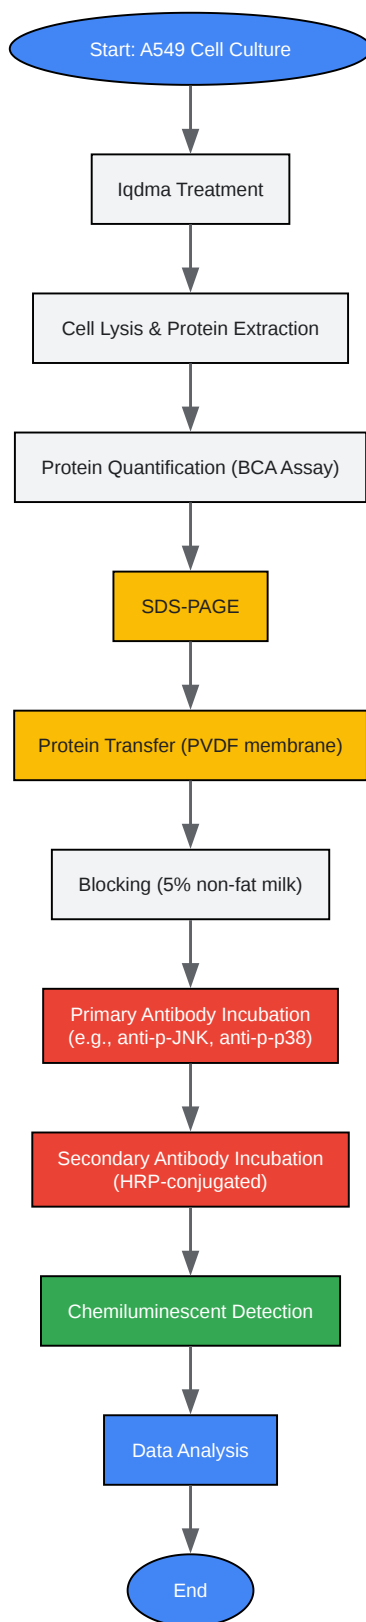 Start: A549 Cell Culture
Iqdma Treatment
Cell Lysis & Protein Extraction
Protein Quantification (BCA Assay)
SDS-PAGE
Protein Transfer (PVDF membrane)
Blocking (5% non-fat milk)
Primary Antibody Incubation
(e.g., anti-p-JNK, anti-p-p38)
Secondary Antibody Incubation
(HRP-conjugated)
Chemiluminescent Detection
Data Analysis
End